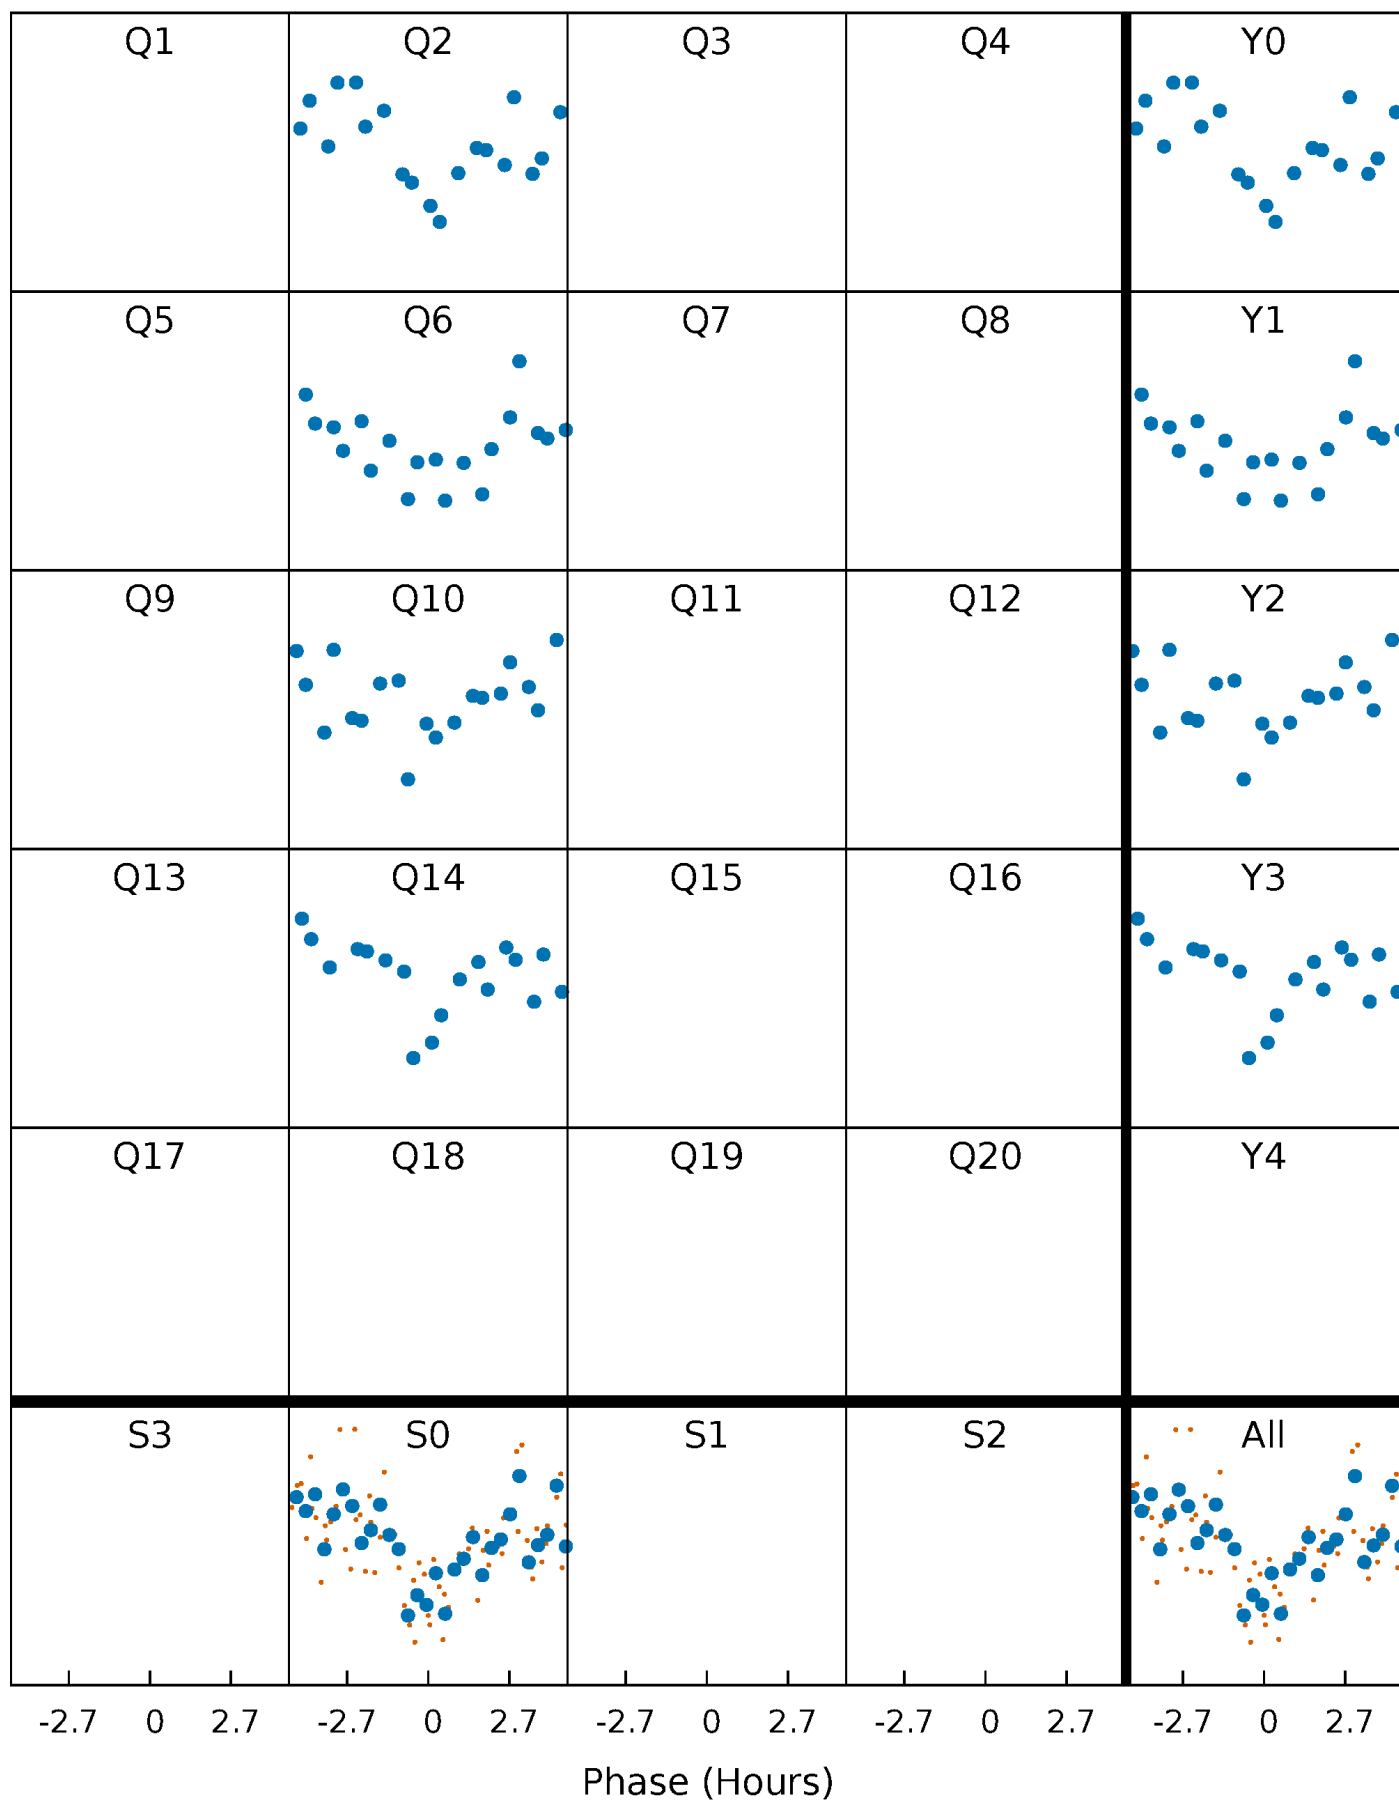 Q1 Q2 Q3 Q4 Y0
Q5 Q6 Q7 Q8 Y1
Q9 Q10 Q11 Q12 Y2
Q13 Q14 Q15 Q16 Y3
Q17 Q18 Q19 Q20 Y4
S3 S0 S1 S2 All
-2.7 0 2.7 -2.7 0 2.7 -2.7 0 2.7 -2.7 0 2.7 -2.7 0 2.7
Phase (Hours)